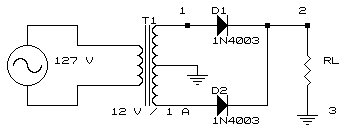 1 D1 2
T1
1N4003
127 V RL
D2
12 V / 1 A 3
1N4003